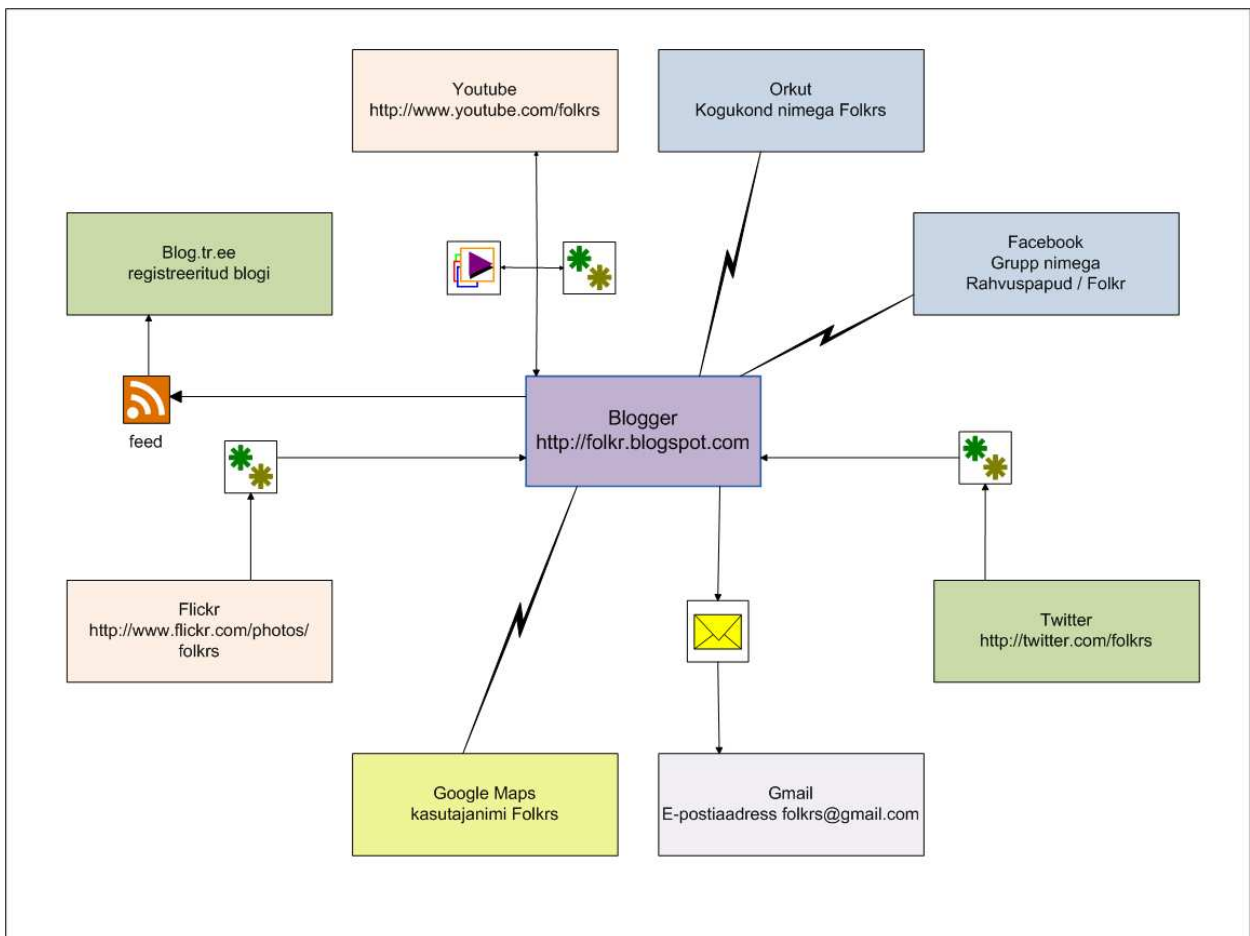 Youtube
http://www.youtube.com/folkrs
Orkut
Kogukond nimega Folkrs
Blog.tr.ee
registreeritud blogi
Facebook
Grupp nimega
Rahvuspapud / Folkr
feed
Blogger
http://folkr.blogspot.com
Flickr
http://www.flickr.com/photos/
folkrs
Twitter
http://twitter.com/folkrs
Google Maps
kasutajanimi Folkrs
Gmail
E-postiaadress folkrs@gmail.com